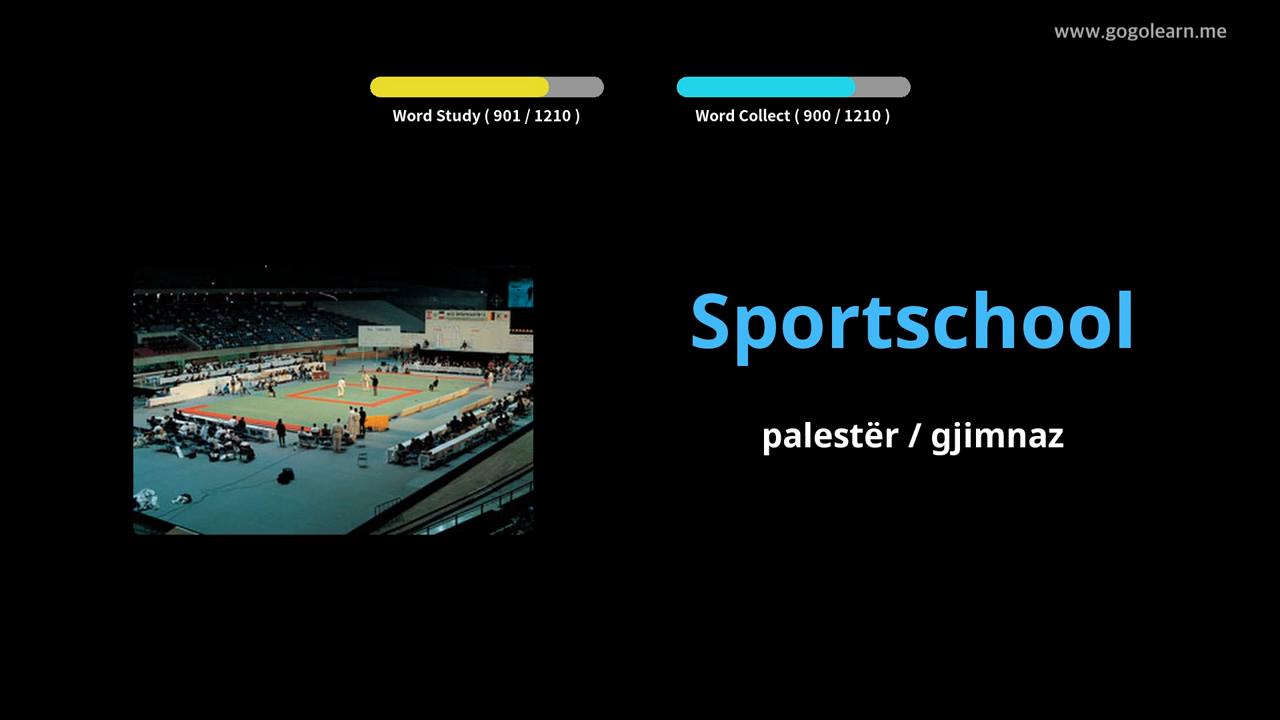 www.gogolearn.me
Word Study ( 901 / 1210 )
Word Collect ( 900 / 1210 )
Sportschool
palestër / gjimnaz